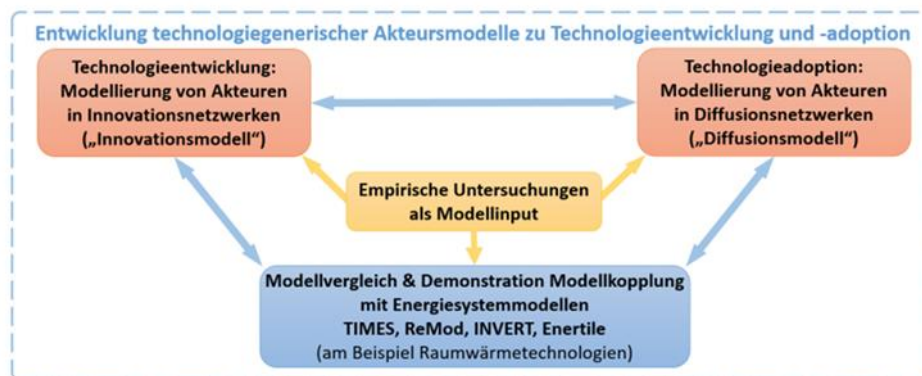 Entwicklung technologiegenerischer Akteursmodelle zu Technologieentwicklung und -adoption
Technologieentwicklung:
Modellierung von Akteuren
in Innovationsnetzwerken
(„Innovationsmodell“)
Technologieadoption:
Modellierung von Akteuren
in Diffusionsnetzwerken
(„Diffusionsmodell“)
Empirische Untersuchungen
als Modellinput
Modellvergleich & Demonstration Modellkopplung
mit Energiesystemmodellen
TIMES, ReMod, INVERT, Enertile
(am Beispiel Raumwärmetechnologien)